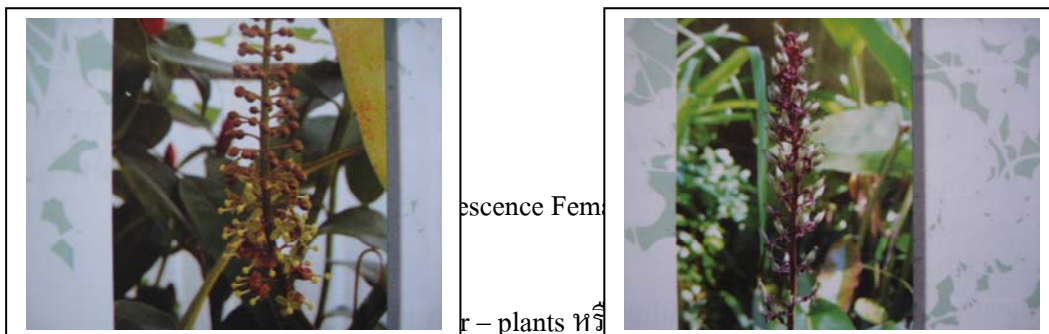 escence Fema
r – plants หรื